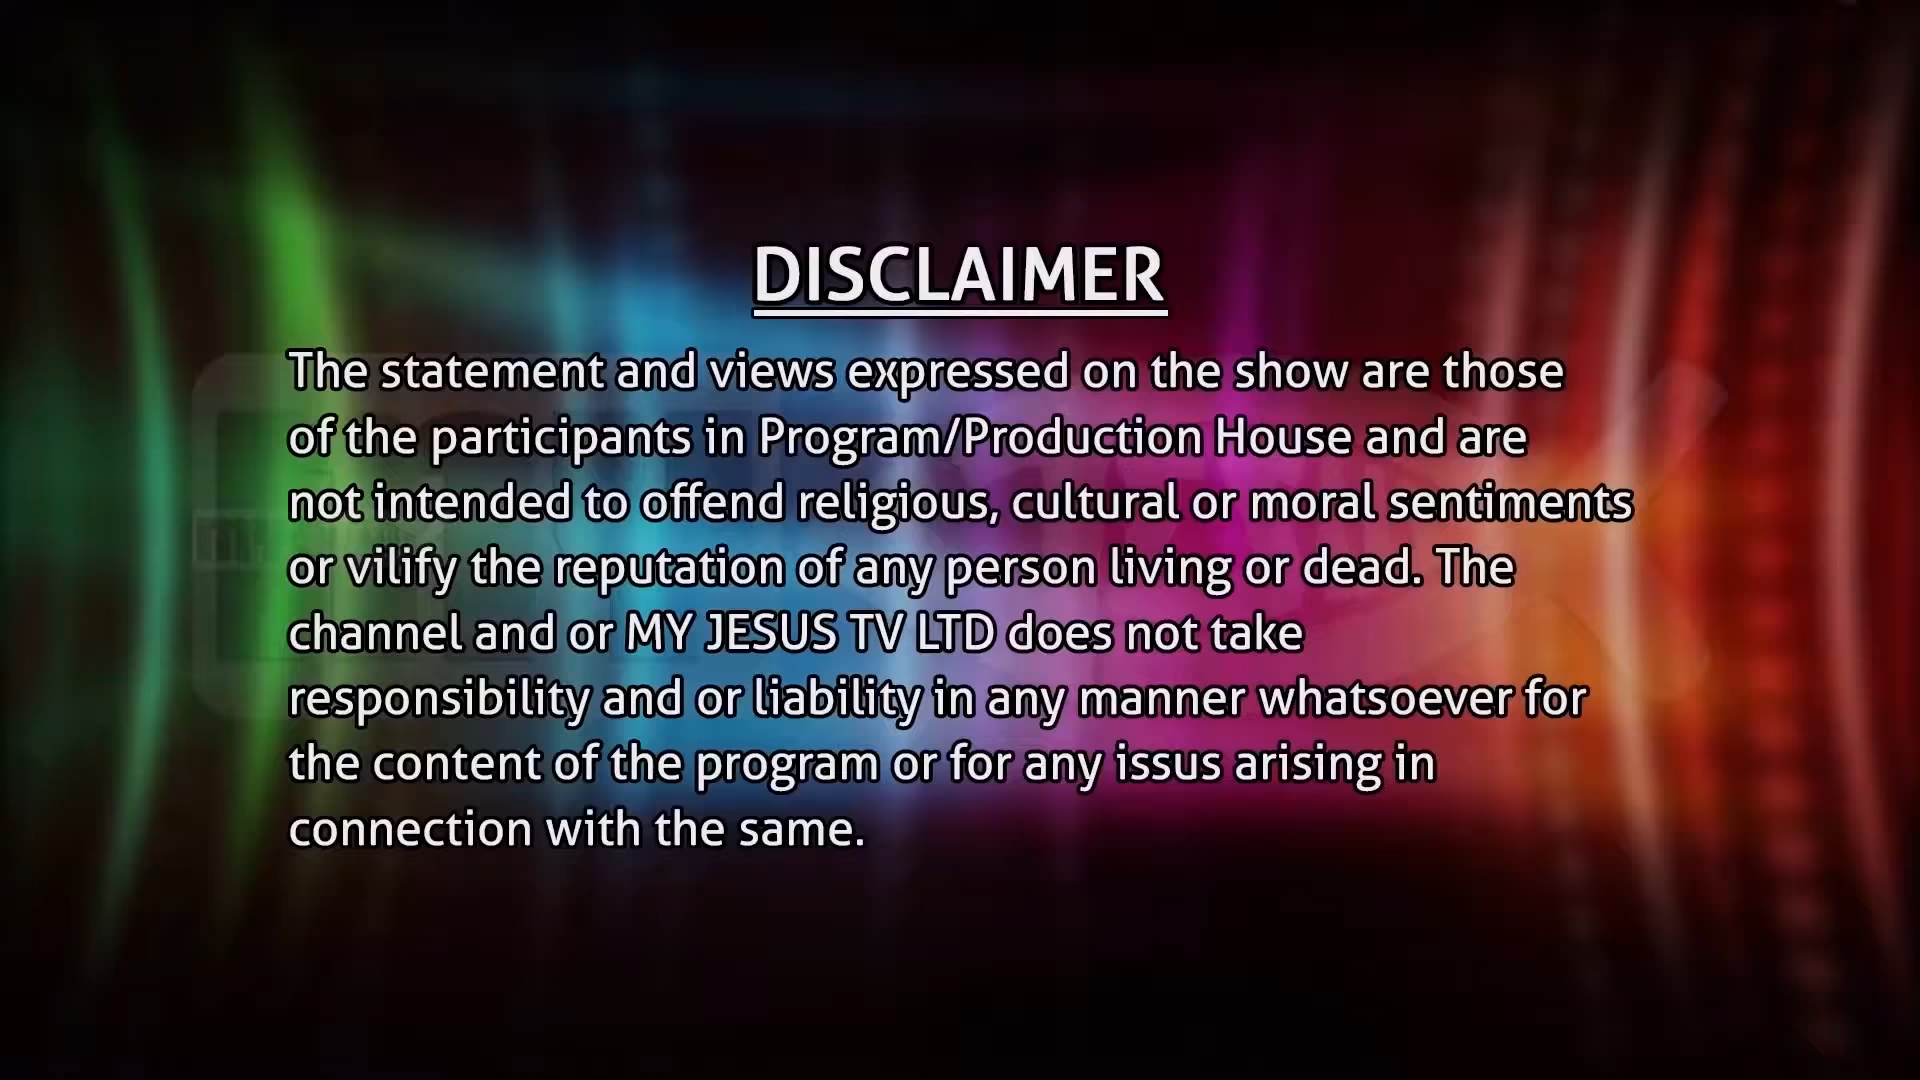 DISCLAIMER
The statement and views expressed on the show are those
of the participants in Program/Production House and are
not intended to offend religious, cultural or moral sentiments
or vilify the reputation of any person living or dead. The
channel and or MY JESUS TV LTD does not take
responsibility and or liability in any manner whatsoever for
the content of the program or for any issus arising in
connection with the same.